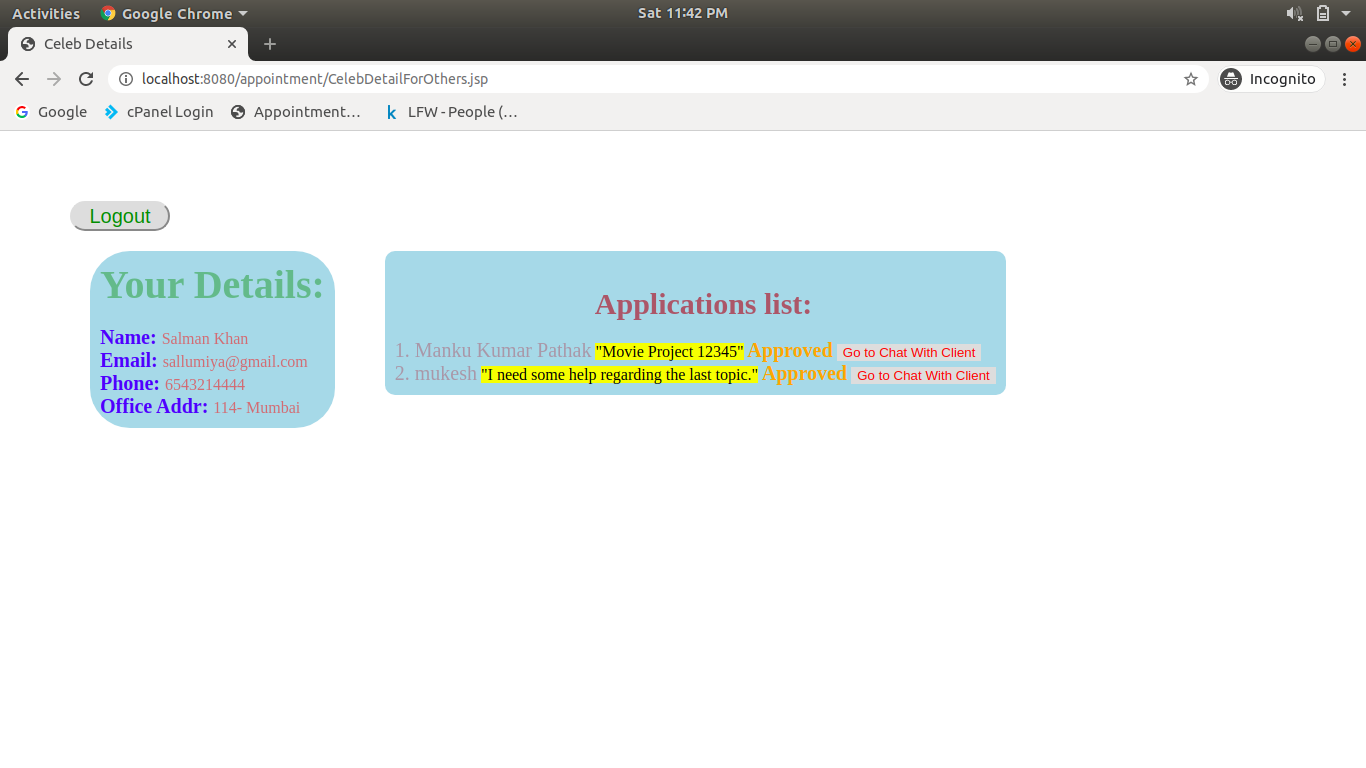 Activities Google Chrome Sat 11:42 PM
Celeb Details
localhost:8080/appointment/CelebDetailForOthers.jsp Incognito
Google cPanel Login Appointment… LFW - People (…
Logout
Your Details:
Name: Salman Khan
Email: sallumiya@gmail.com
Phone: 6543214444
Office Addr: 114- Mumbai
Applications list:
1. Manku Kumar Pathak "Movie Project 12345" Approved Go to Chat With Client
2. mukesh "I need some help regarding the last topic." Approved Go to Chat With Client